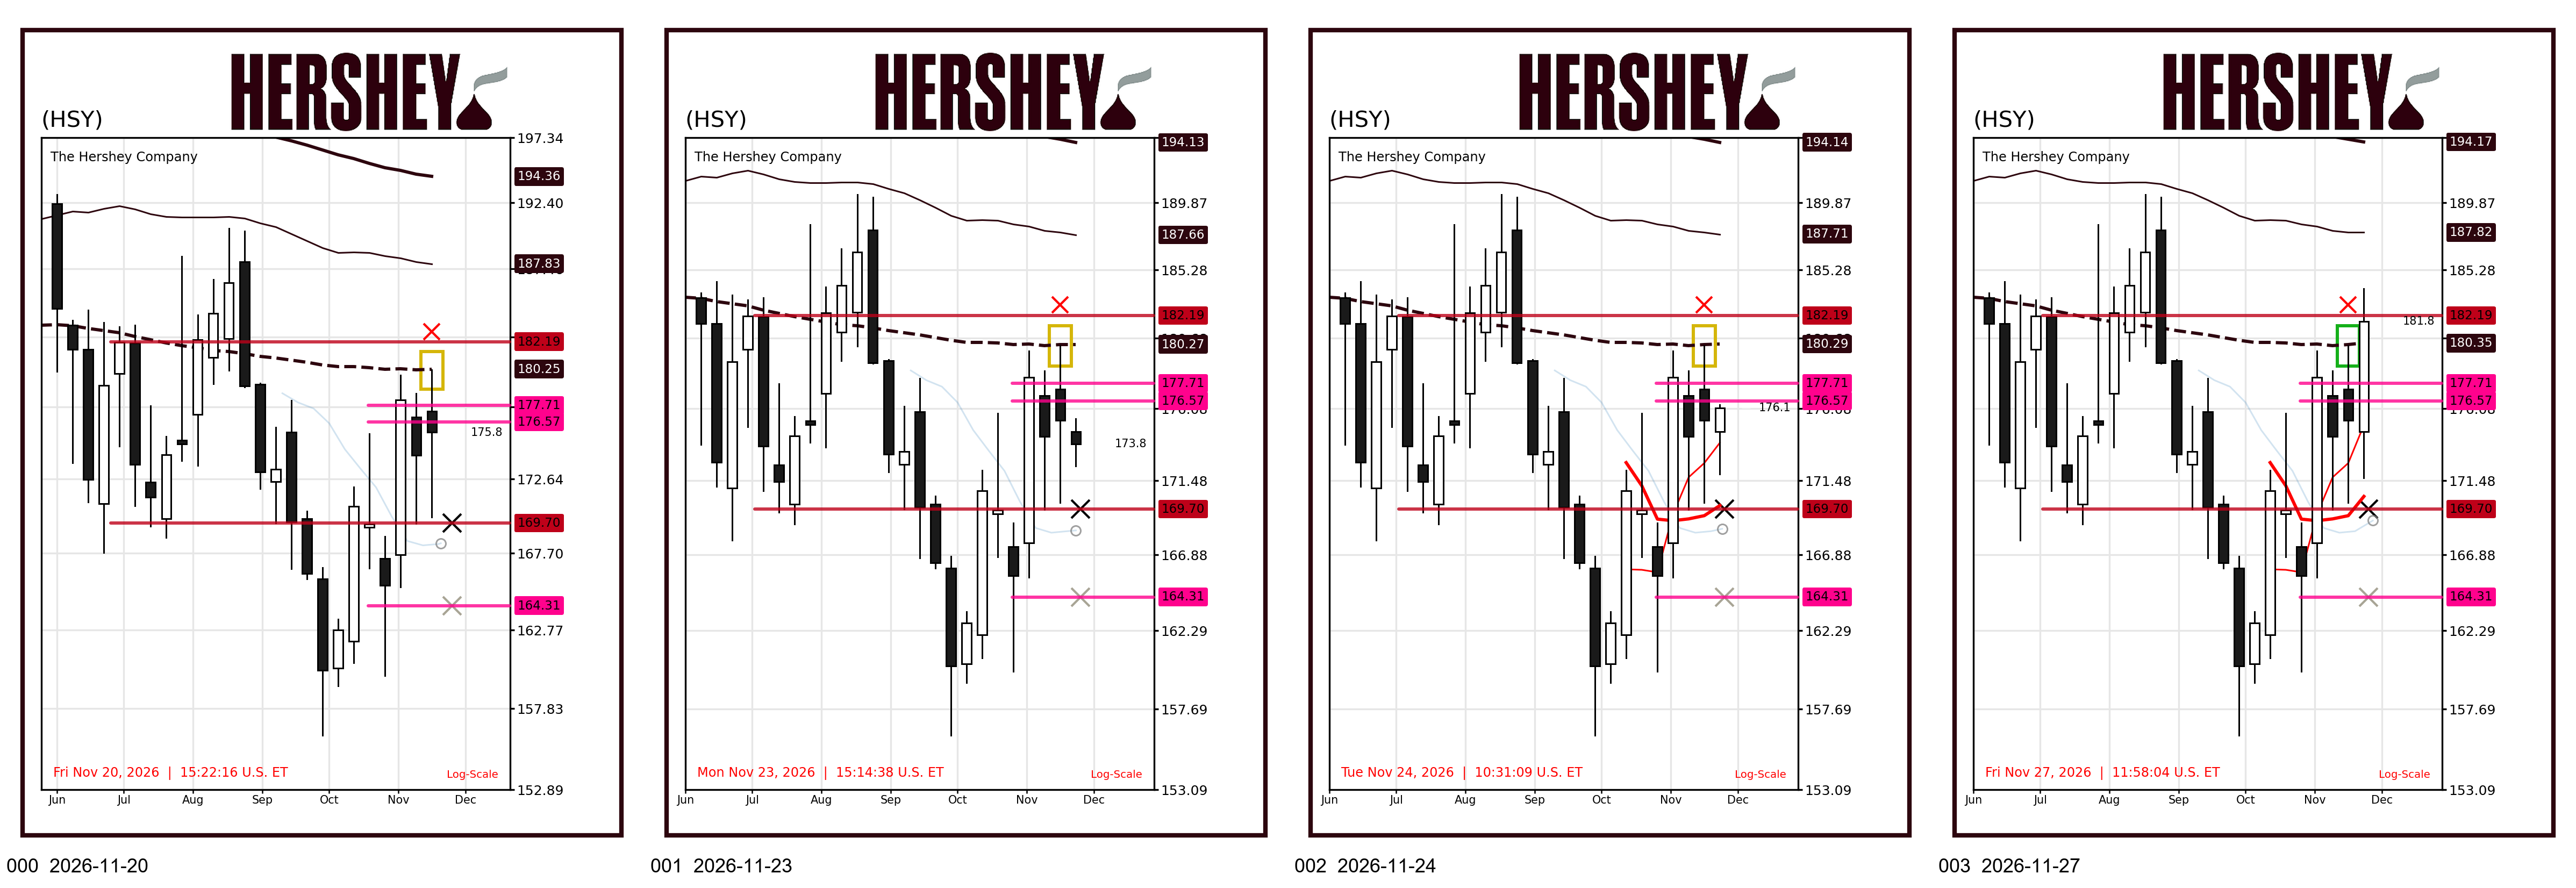 HERSHEY
(HSY)
The Hershey Company
197.34
194.36
192.40
187.83
182.19
180.25
177.71
176.57
175.8
172.64
169.70
167.70
164.31
162.77
157.83
152.89
Fri Nov 20, 2026 | 15:22:16 U.S. ET
Log-Scale
Jun Jul Aug Sep Oct Nov Dec
000 2026-11-20
HERSHEY
(HSY)
The Hershey Company
194.13
189.87
187.66
185.28
182.19
180.27
177.71
176.57
173.8
171.48
169.70
166.88
164.31
162.29
157.69
153.09
Mon Nov 23, 2026 | 15:14:38 U.S. ET
Log-Scale
Jun Jul Aug Sep Oct Nov Dec
001 2026-11-23
HERSHEY
(HSY)
The Hershey Company
194.14
189.87
187.71
185.28
182.19
180.29
177.71
176.57
176.1
171.48
169.70
166.88
164.31
162.29
157.69
153.09
Tue Nov 24, 2026 | 10:31:09 U.S. ET
Log-Scale
Jun Jul Aug Sep Oct Nov Dec
002 2026-11-24
HERSHEY
(HSY)
The Hershey Company
194.17
189.87
187.82
185.28
182.19
181.8
180.35
177.71
176.57
171.48
169.70
166.88
164.31
162.29
157.69
153.09
Fri Nov 27, 2026 | 11:58:04 U.S. ET
Log-Scale
Jun Jul Aug Sep Oct Nov Dec
003 2026-11-27